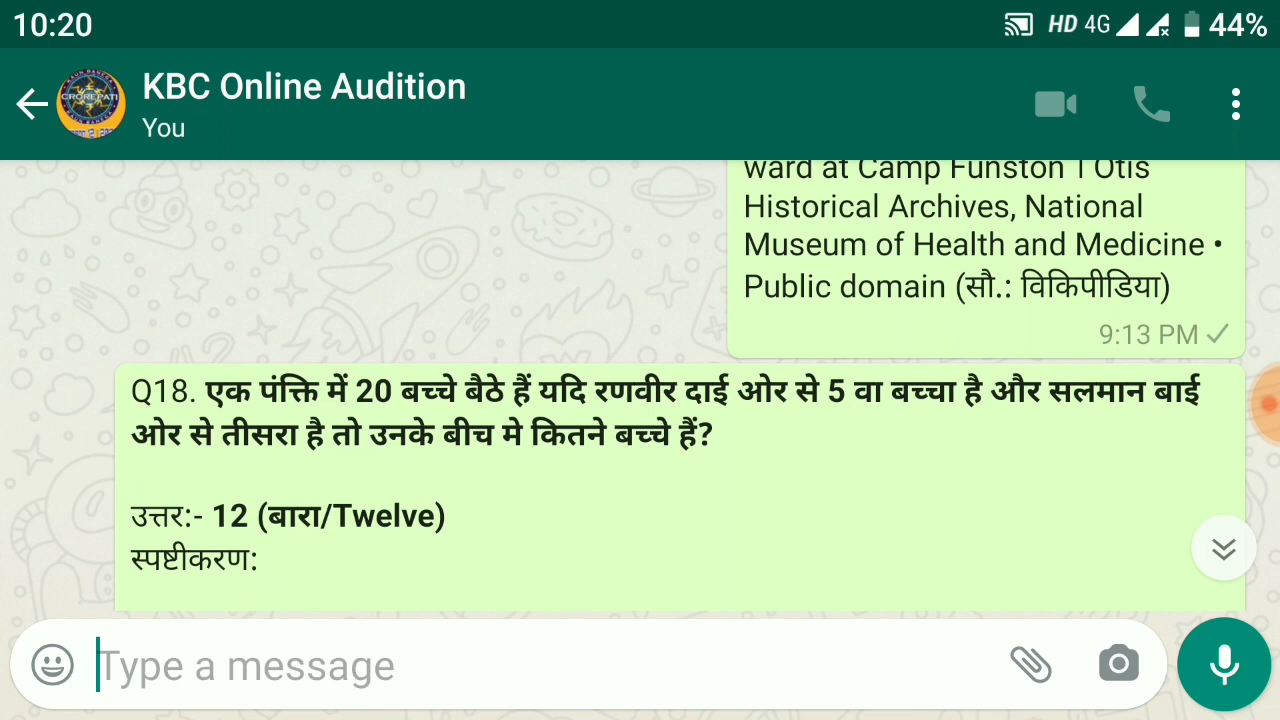 10:20
HD 4G 44%
KBC Online Audition
You
CROREPATI
ward at Camp Funston 1 Otis
Historical Archives, National
Museum of Health and Medicine •
Public domain (सौ.: विकिपीडिया)
9:13 PM
Q18. एक पंक्ति में 20 बच्चे बैठे हैं यदि रणवीर दाई ओर से 5 वा बच्चा है और सलमान बाई
ओर से तीसरा है तो उनके बीच मे कितने बच्चे हैं?
उत्तर:- 12 (बारा/Twelve)
स्पष्टीकरण:
Type a message